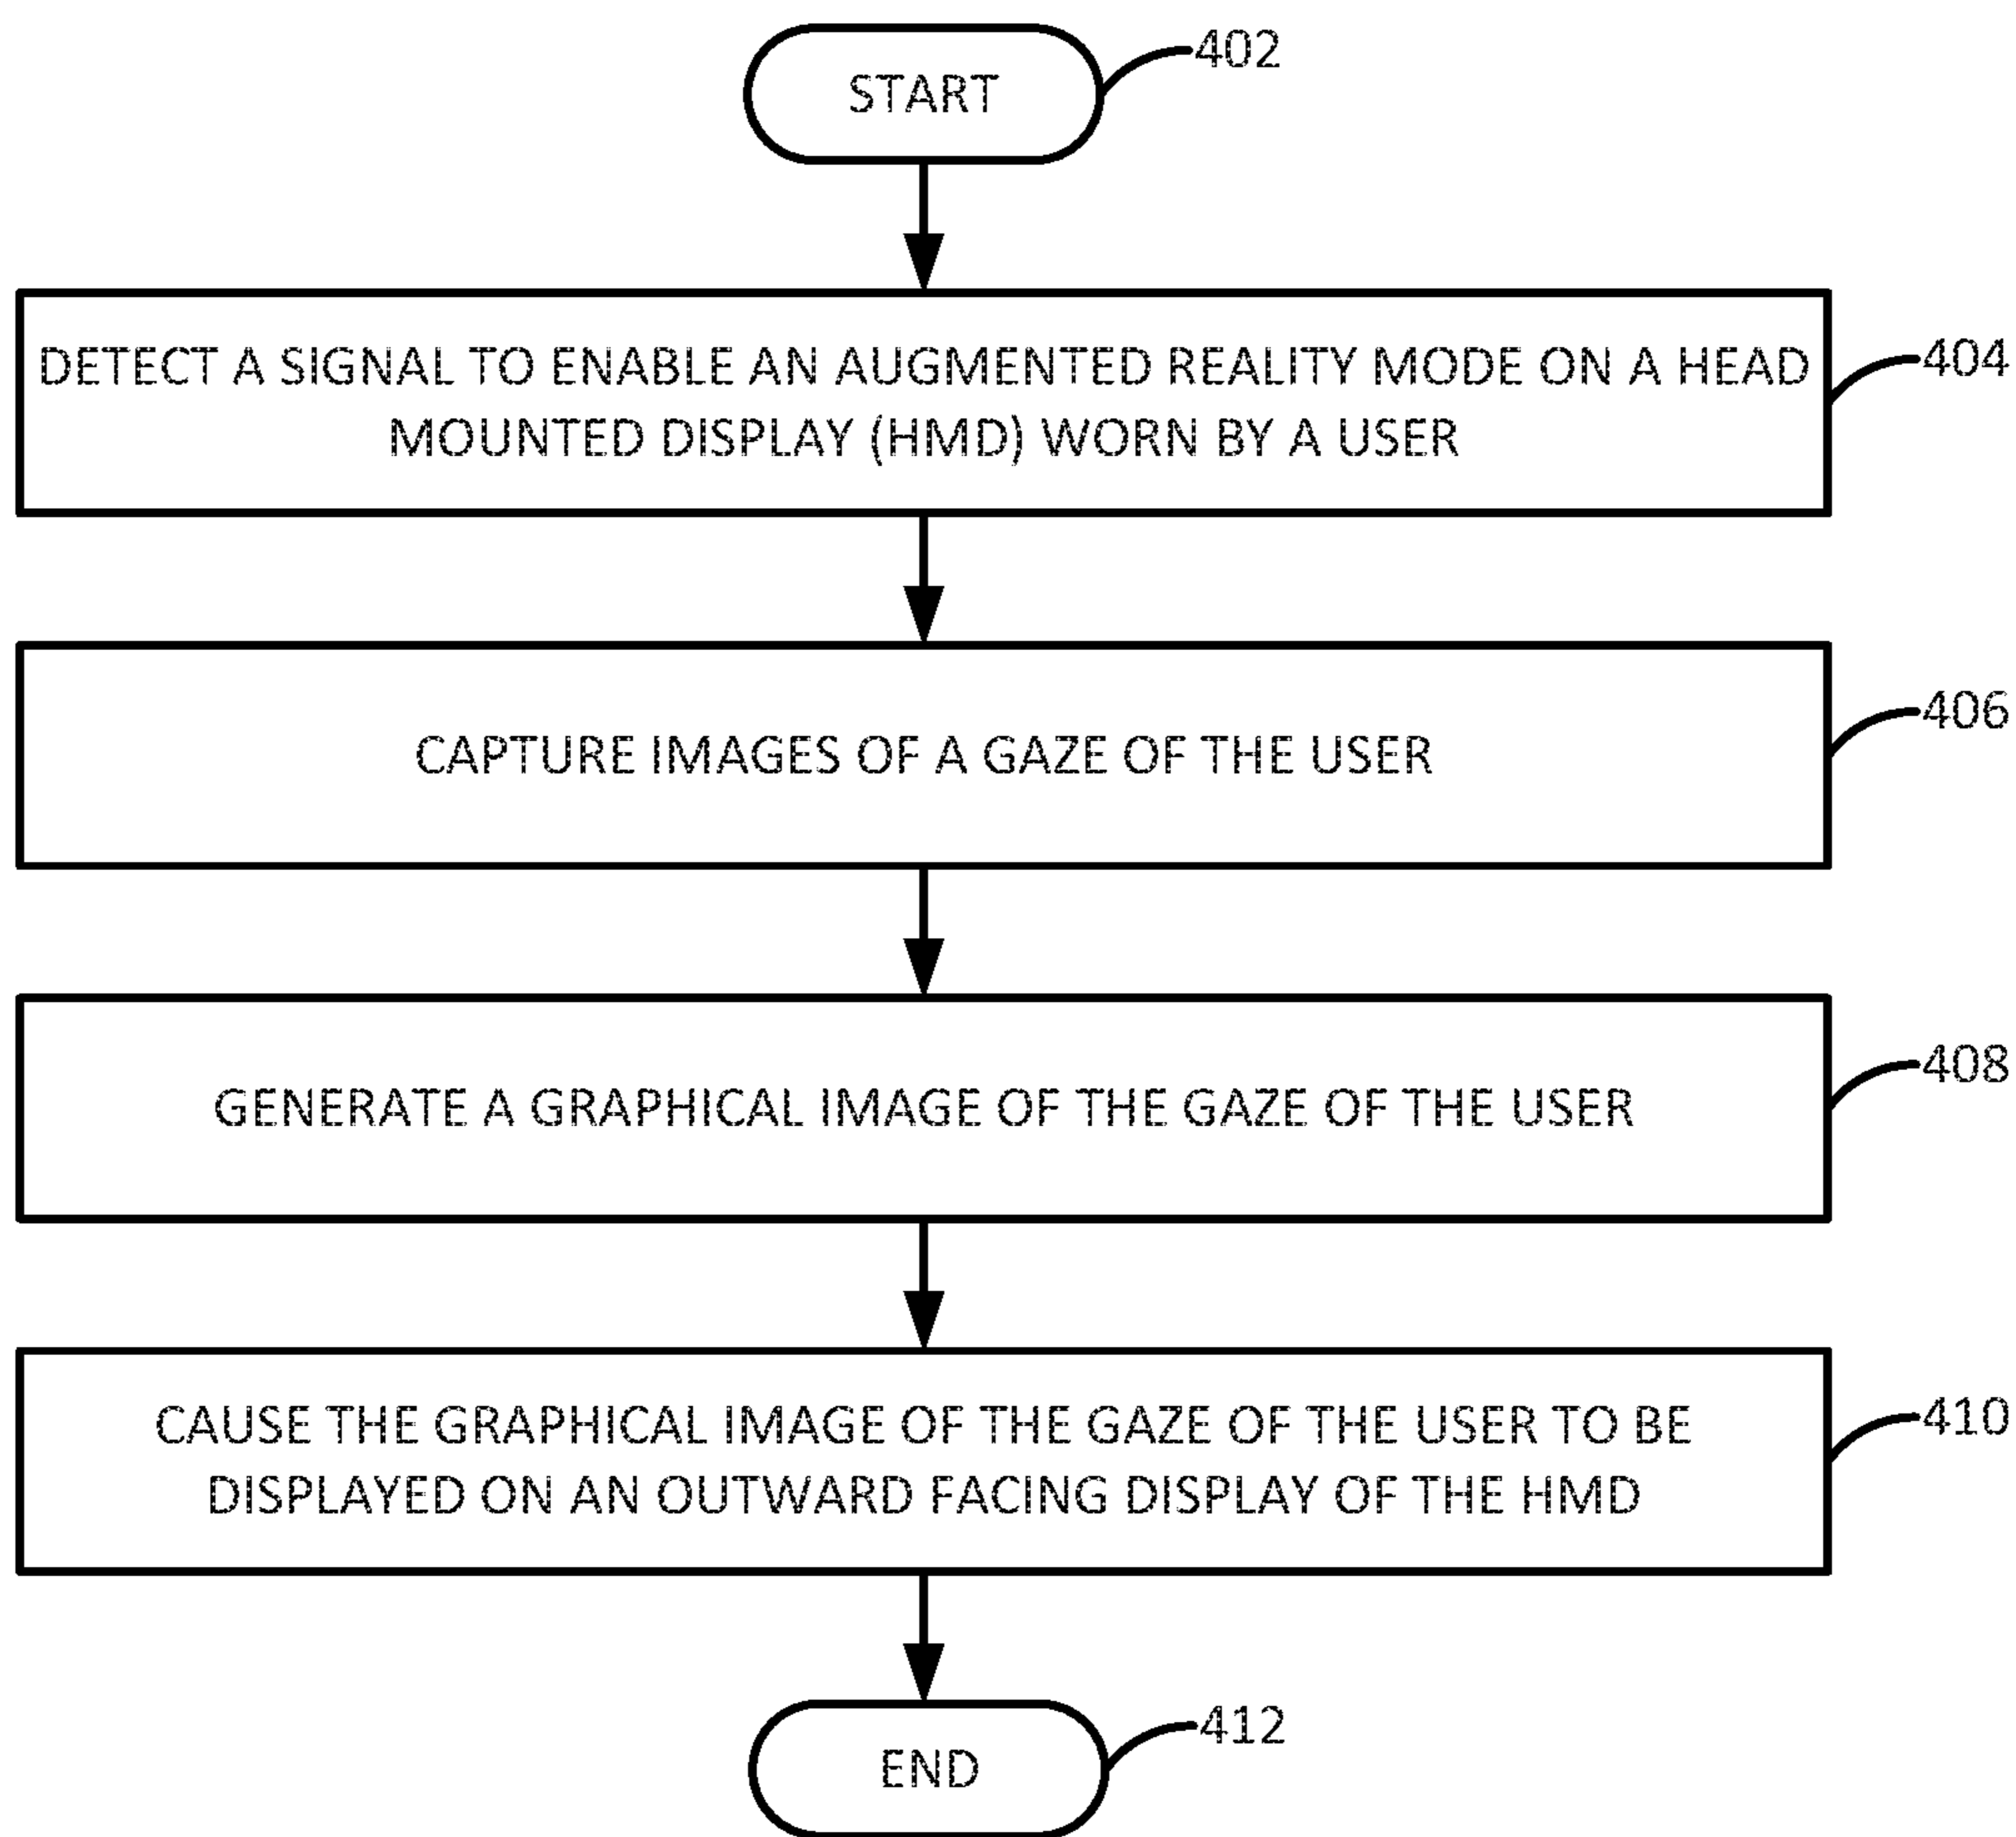 START
402
DETECT A SIGNAL TO ENABLE AN AUGMENTED REALITY MODE ON A HEAD
MOUNTED DISPLAY (HMD) WORN BY A USER
404
CAPTURE IMAGES OF A GAZE OF THE USER
406
GENERATE A GRAPHICAL IMAGE OF THE GAZE OF THE USER
408
CAUSE THE GRAPHICAL IMAGE OF THE GAZE OF THE USER TO BE
DISPLAYED ON AN OUTWARD FACING DISPLAY OF THE HMD
410
END
412